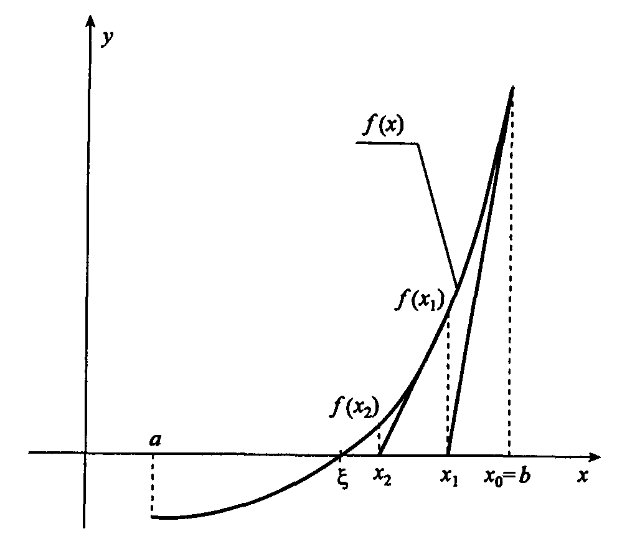 y
f(x)
f(x₁)
f(x₂)
a
ξ
x₂
x₁
x₀=b
x